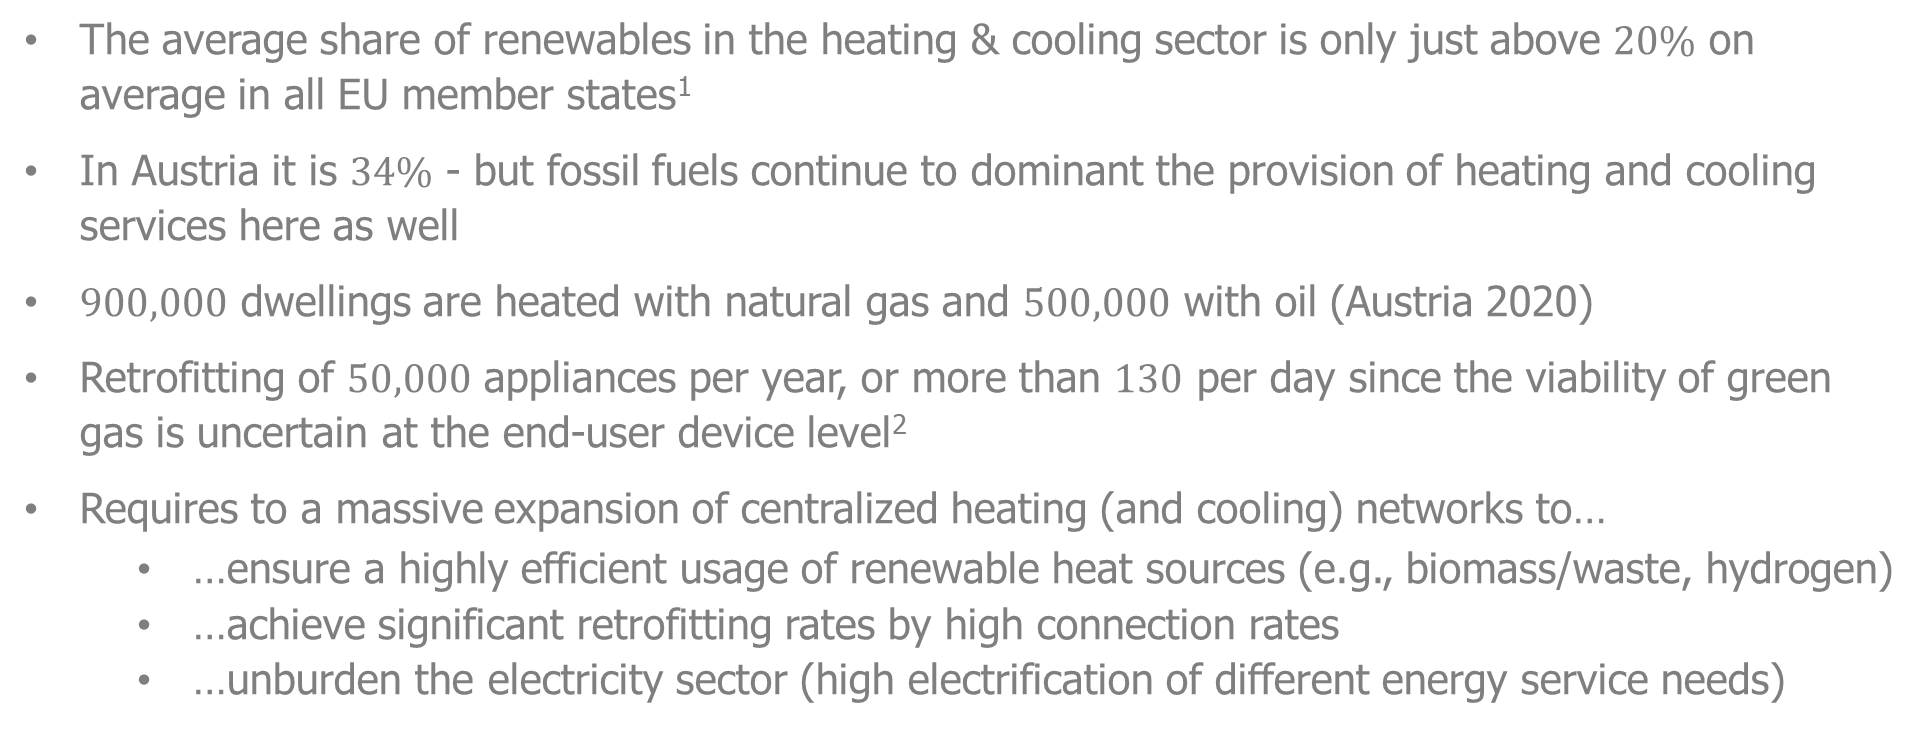 • The average share of renewables in the heating & cooling sector is only just above 20% on
average in all EU member states¹
• In Austria it is 34% - but fossil fuels continue to dominant the provision of heating and cooling
services here as well
• 900,000 dwellings are heated with natural gas and 500,000 with oil (Austria 2020)
• Retrofitting of 50,000 appliances per year, or more than 130 per day since the viability of green
gas is uncertain at the end-user device level²
• Requires to a massive expansion of centralized heating (and cooling) networks to…
• …ensure a highly efficient usage of renewable heat sources (e.g., biomass/waste, hydrogen)
• …achieve significant retrofitting rates by high connection rates
• …unburden the electricity sector (high electrification of different energy service needs)